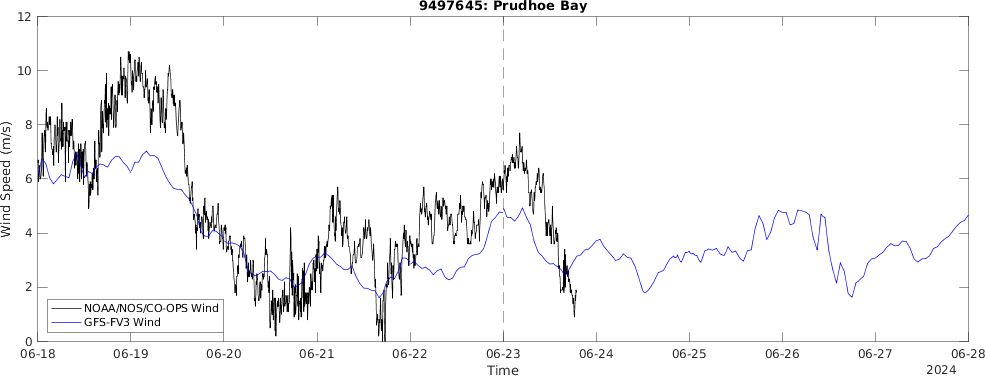 9497645: Prudhoe Bay
12
10
8
6
4
2
0
Wind Speed (m/s)
NOAA/NOS/CO-OPS Wind
GFS-FV3 Wind
06-18 06-19 06-20 06-21 06-22 06-23 06-24 06-25 06-26 06-27 06-28
Time
2024